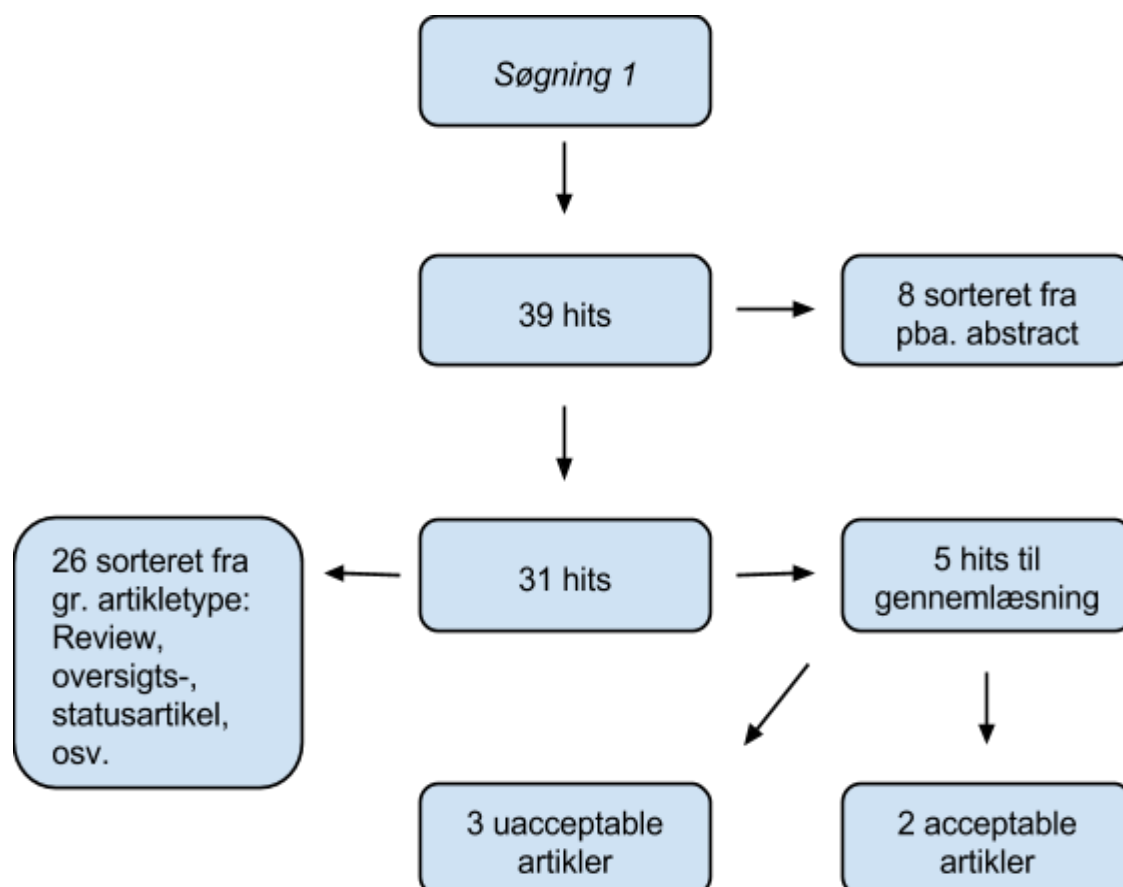 Søgning 1
39 hits
8 sorteret fra
pba. abstract
26 sorteret fra
gr. artikletype:
Review,
oversigts-,
statusartikel,
osv.
31 hits
5 hits til
gennemlæsning
3 uacceptable
artikler
2 acceptable
artikler